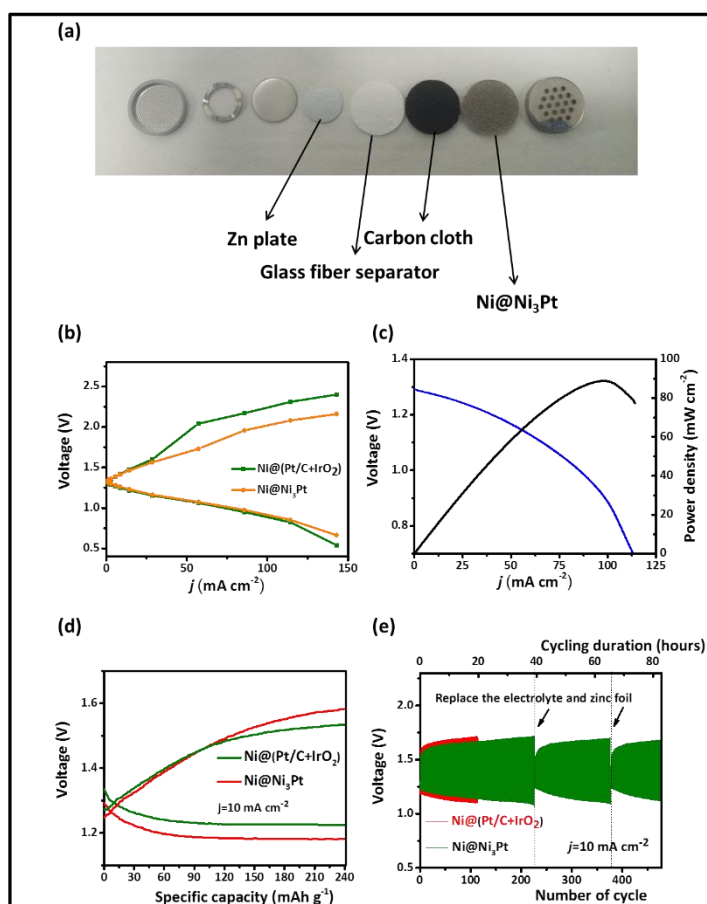 (a)
Zn plate
Carbon cloth
Glass fiber separator
Ni@Ni₃Pt
(b)
2.5
2.0
1.5
1.0
0.5
0
50
100
150
Voltage (V)
j (mA cm⁻²)
Ni@(Pt/C+IrO₂)
Ni@Ni₃Pt
(c)
1.4
1.2
1.0
0.8
0
25
50
75
100
125
100
80
60
40
20
0
Voltage (V)
Power density (mW cm⁻²)
j (mA cm⁻²)
(d)
1.6
1.4
1.2
0
30
60
90
120
150
180
210
240
Voltage (V)
Ni@(Pt/C+IrO₂)
Ni@Ni₃Pt
j=10 mA cm⁻²
Specific capacity (mAh g⁻¹)
(e)
Cycling duration (hours)
0
20
40
60
80
Replace the electrolyte and zinc foil
2.0
1.5
1.0
0.5
Voltage (V)
Ni@(Pt/C+IrO₂)
Ni@Ni₃Pt
j=10 mA cm⁻²
0
100
200
300
400
Number of cycle